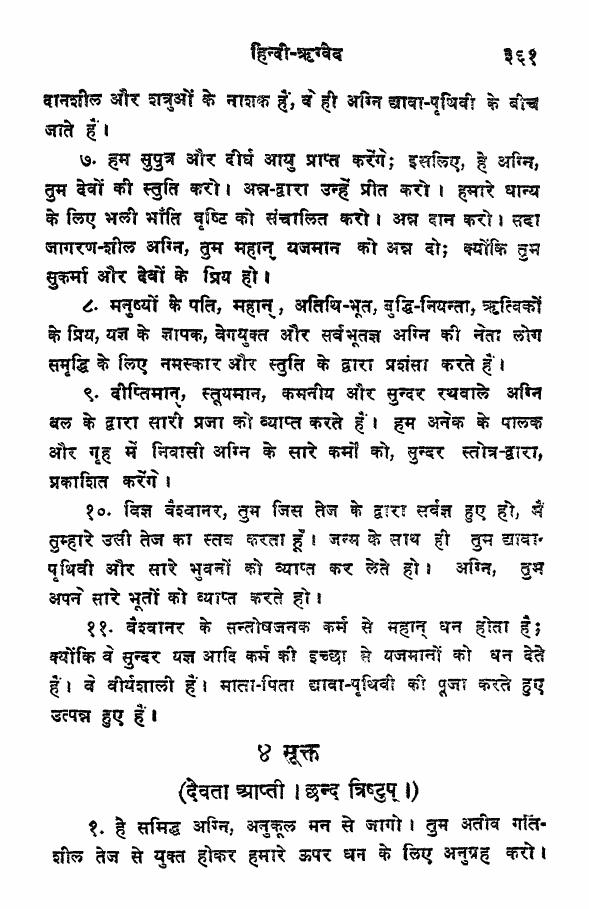 हिन्दी-ऋग्वेद ३६१
दानशील और शत्रुओं के नाशक हैं, वे ही अग्नि द्यावा-पृथिवी के बीच
जाते हैं।
७. हम सुपुत्र और दीर्घ आयु प्राप्त करेंगे; इसलिए, हे अग्नि,
तुम देवों की स्तुति करो। अन्न-द्वारा उन्हें प्रीत करो। हमारे धान्य
के लिए भली भाँति वृष्टि को संचालित करो। अन्न दान करो। सदा
जागरण-शील अग्नि, तुम महान् यजमान को अन्न दो; क्योंकि तुम
सुकर्मा और देवों के प्रिय हो।
८. मनुष्यों के पति, महान्, अतिथि-भूत, बुद्धि-नियन्ता, ऋत्विकों
के प्रिय, यज्ञ के ज्ञापक, वेगयुक्त और सर्वभूतज्ञ अग्नि की नेता लोग
समृद्धि के लिए नमस्कार और स्तुति के द्वारा प्रशंसा करते हैं।
९. दीप्तिमान्, स्तूयमान, कमनीय और सुन्दर रथवाले अग्नि
बल के द्वारा सारी प्रजा को व्याप्त करते हैं। हम अनेक के पालक
और गृह में निवासी अग्नि के सारे कर्मों को, सुन्दर स्तोत्र-द्वारा,
प्रकाशित करेंगे।
१०. विज्ञ वैश्वानर, तुम जिस तेज के द्वारा सर्वज्ञ हुए हो, मैं
तुम्हारे उसी तेज का स्तव करता हूँ। जन्म के साथ ही तुम द्यावा-
पृथिवी और सारे भुवनों को व्याप्त कर लेते हो। अग्नि, तुम
अपने सारे भूतों को व्याप्त करते हो।
११. वैश्वानर के सन्तोषजनक कर्म से महान् धन होता है;
क्योंकि वे सुन्दर यज्ञ आदि कर्म की इच्छा से यजमानों को धन देते
हैं। वे वीर्यशाली हैं। माता-पिता द्यावा-पृथिवी की पूजा करते हुए
उत्पन्न हुए हैं।
४ सूक्त
(देवता आप्री। छन्द त्रिष्टुप्।)
१. हे समिद्ध अग्नि, अनुकूल मन से जागो। तुम अतीव गति-
शील तेज से युक्त होकर हमारे ऊपर धन के लिए अनुग्रह करो।